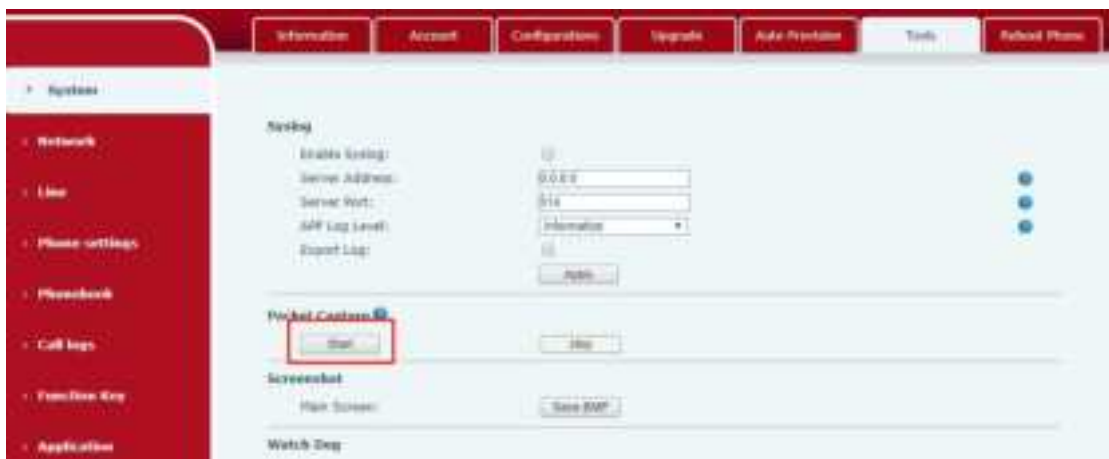 Information Account Configurations Upgrade Auto Provision Tools Reboot Phone
› System
› Network
› Line
› Phone settings
› Phonebook
› Call logs
› Function Key
› Application
Syslog
Enable Syslog:
Server Address: 0.0.0.0
Server Port: 514
APP Log Level: Information
Export Log:
Apply
Packet Capture
Start Stop
Screenshot
Main Screen: Save BMP
Watch Dog